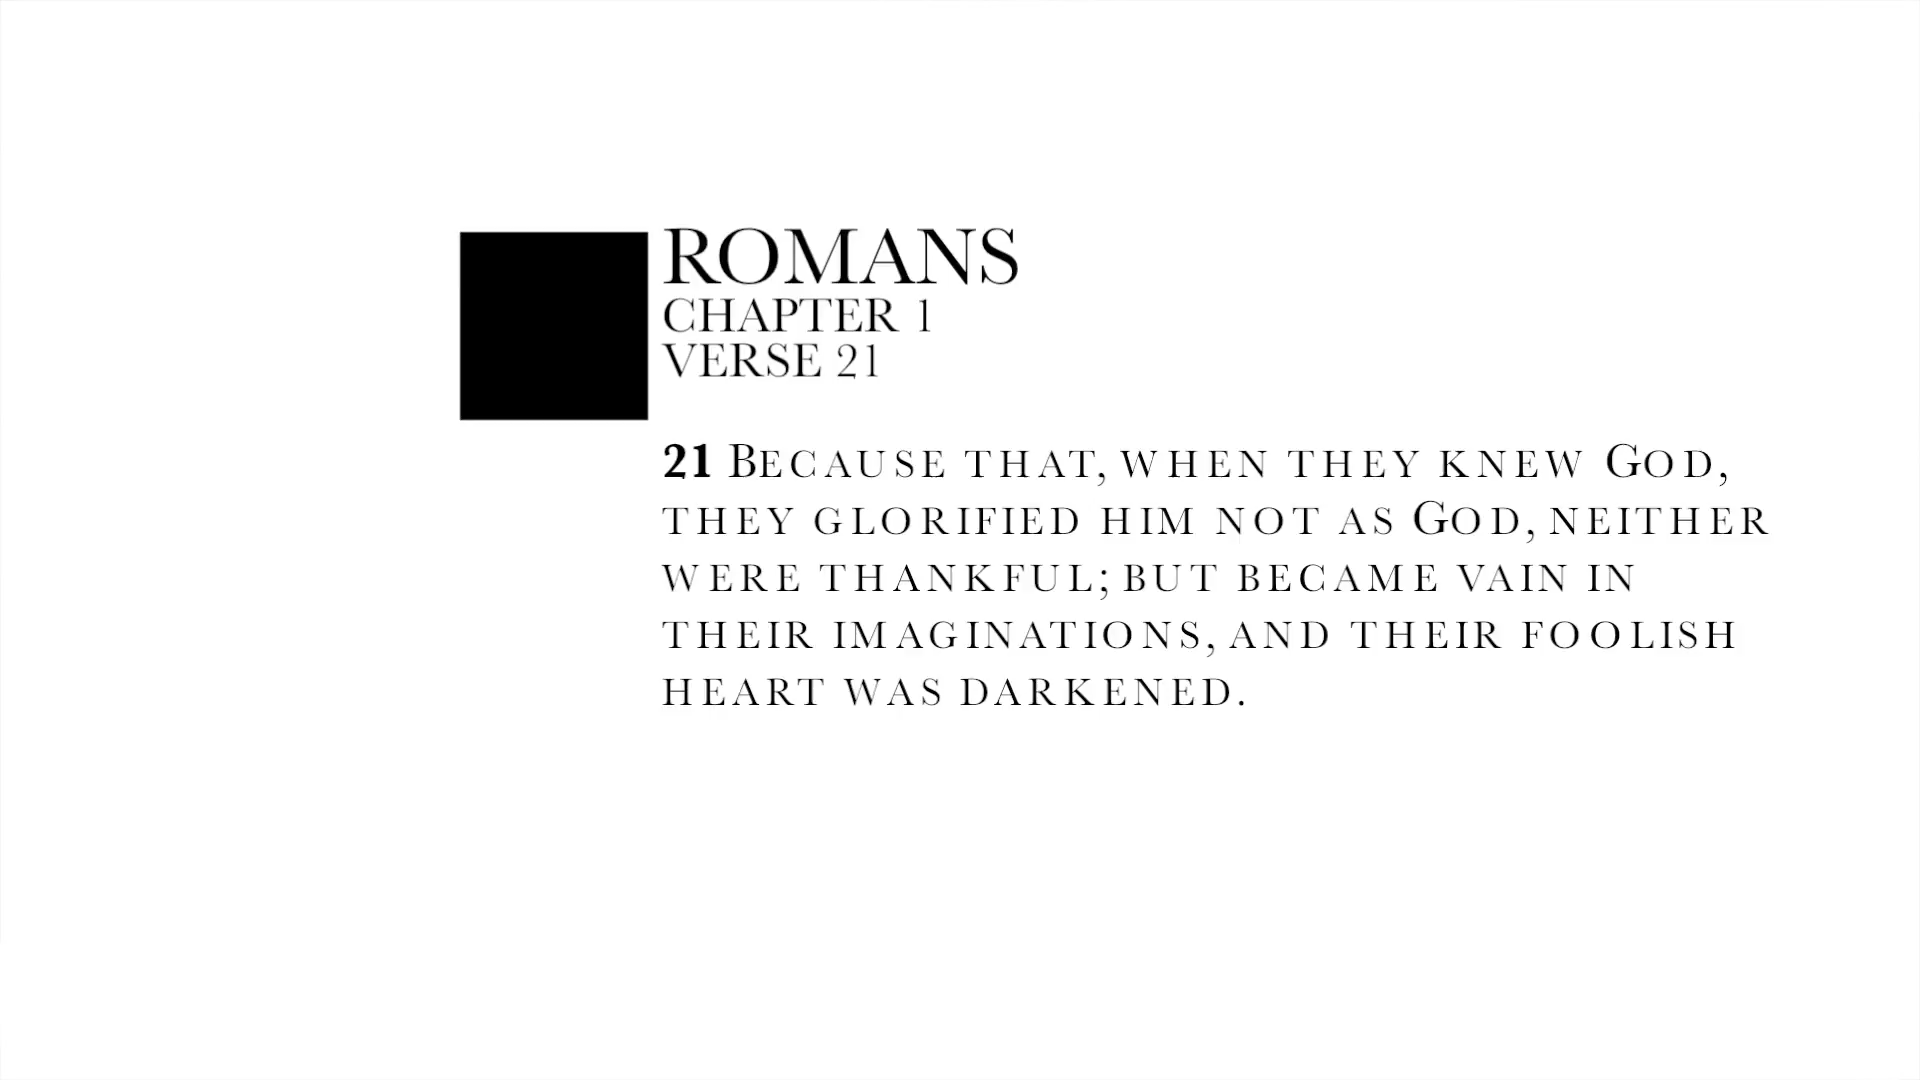 ROMANS
CHAPTER 1
VERSE 21
21 Because that, when they knew God,
they glorified him not as God, neither
were thankful; but became vain in
their imaginations, and their foolish
heart was darkened.